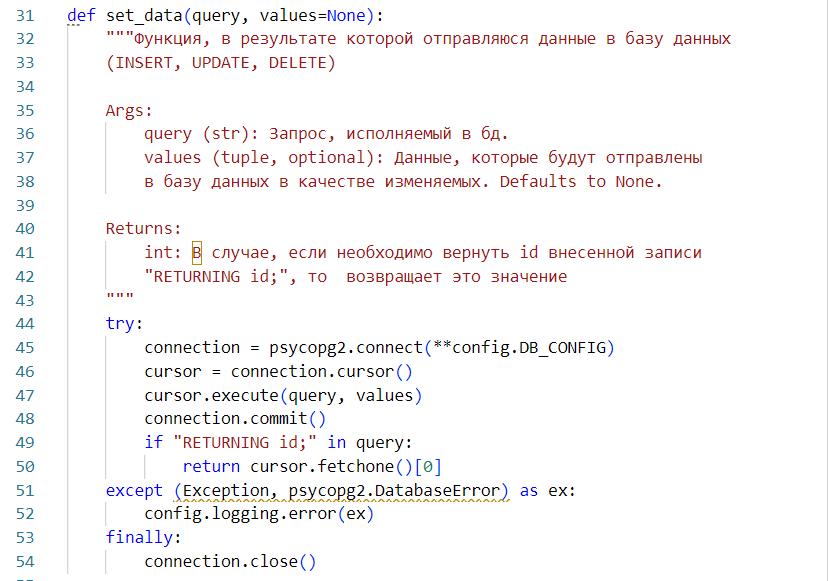 31 def set_data(query, values=None):
32 """Функция, в результате которой отправляюся данные в базу данных
33 (INSERT, UPDATE, DELETE)
34
35 Args:
36 query (str): Запрос, исполняемый в бд.
37 values (tuple, optional): Данные, которые будут отправлены
38 в базу данных в качестве изменяемых. Defaults to None.
39
40 Returns:
41 int: В случае, если необходимо вернуть id внесенной записи
42 "RETURNING id;", то  возвращает это значение
43 """
44 try:
45 connection = psycopg2.connect(**config.DB_CONFIG)
46 cursor = connection.cursor()
47 cursor.execute(query, values)
48 connection.commit()
49 if "RETURNING id;" in query:
50 return cursor.fetchone()[0]
51 except (Exception, psycopg2.DatabaseError) as ex:
52 config.logging.error(ex)
53 finally:
54 connection.close()